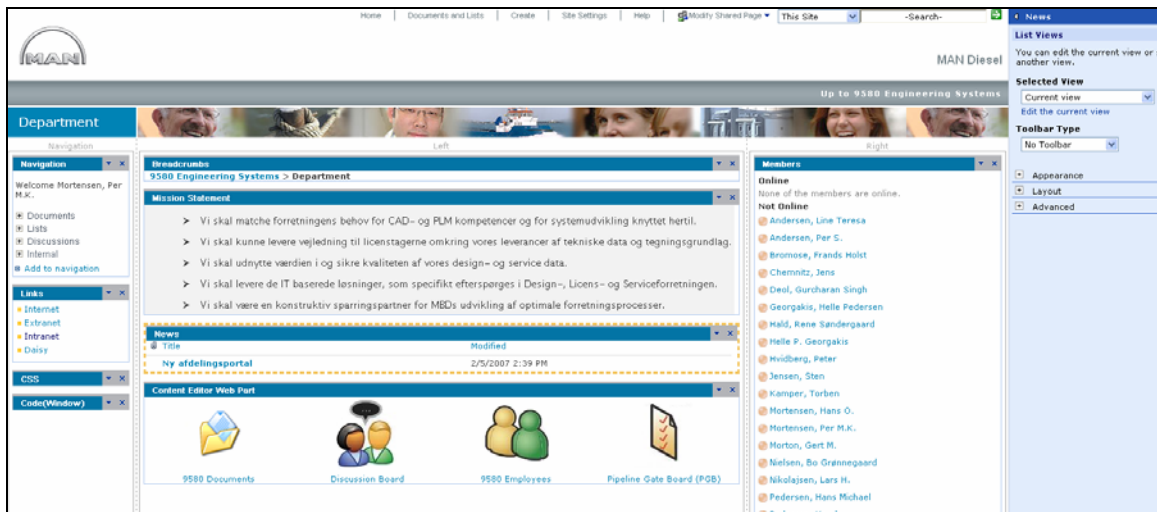 Home | Documents and Lists | Create | Site Settings | Help | Modify Shared Page
This Site
-Search-
MAN
MAN Diesel
Up to 9580 Engineering Systems
Department
Navigation
Left
Right
Navigation
Welcome Mortensen, Per
M.K.
Documents
Lists
Discussions
Internal
Add to navigation
Links
Internet
Extranet
Intranet
Daisy
CSS
Code(Window)
Breadcrumbs
9580 Engineering Systems > Department
Mission Statement
Vi skal matche forretningens behov for CAD- og PLM kompetencer og for systemudvikling knyttet hertil.
Vi skal kunne levere vejledning til licenstagerne omkring vores leverancer af tekniske data og tegningsgrundlag.
Vi skal udnytte værdien i og sikre kvaliteten af vores design- og service data.
Vi skal levere de IT baserede løsninger, som specifikt efterspørges i Design-, Licens- og Serviceforretningen.
Vi skal være en konstruktiv sparringspartner for MBDs udvikling af optimale forretningsprocesser.
News
Title Modified
Ny afdelingsportal 2/5/2007 2:39 PM
Content Editor Web Part
9580 Documents
Discussion Board
9580 Employees
Pipeline Gate Board (PGB)
Members
Online
None of the members are online.
Not Online
Andersen, Line Teresa
Andersen, Per S.
Bromose, Frands Holst
Chemnitz, Jens
Deol, Gurcharan Singh
Georgakis, Helle Pedersen
Hald, Rene Søndergaard
Helle P. Georgakis
Hvidberg, Peter
Jensen, Sten
Kamper, Torben
Mortensen, Hans O.
Mortensen, Per M.K.
Morton, Gert M.
Nielsen, Bo Grønnegaard
Nikolajsen, Lars H.
Pedersen, Hans Michael
News
List Views
You can edit the current view or
another view.
Selected View
Current view
Edit the current view
Toolbar Type
No Toolbar
Appearance
Layout
Advanced